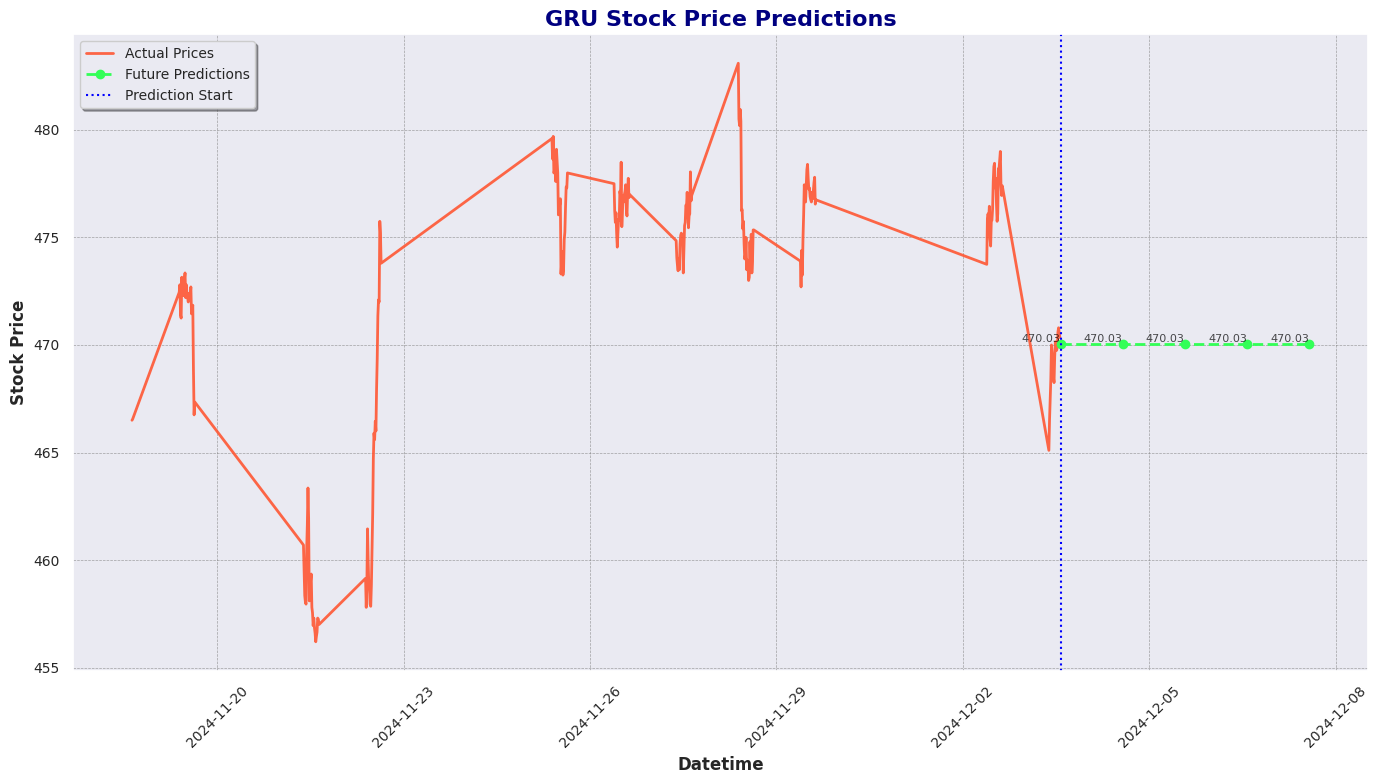 GRU Stock Price Predictions
Actual Prices
Future Predictions
Prediction Start
480
475
470
465
460
455
Stock Price
470.03 470.03 470.03 470.03 470.03
2024-11-20 2024-11-23 2024-11-26 2024-11-29 2024-12-02 2024-12-05 2024-12-08
Datetime